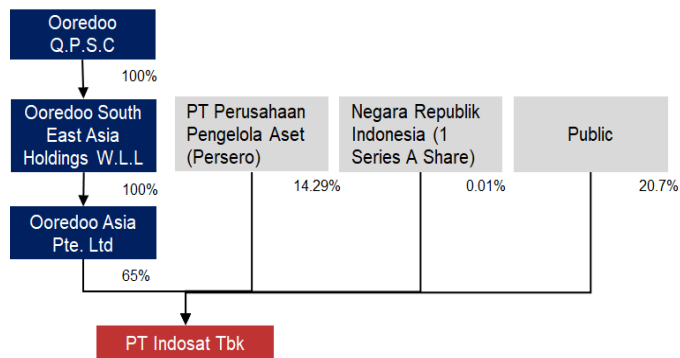 Ooredoo
Q.P.S.C
100%
Ooredoo South
East Asia
Holdings W.L.L
PT Perusahaan
Pengelola Aset
(Persero)
Negara Republik
Indonesia (1
Series A Share)
Public
100%
14.29%
0.01%
20.7%
Ooredoo Asia
Pte. Ltd
65%
PT Indosat Tbk